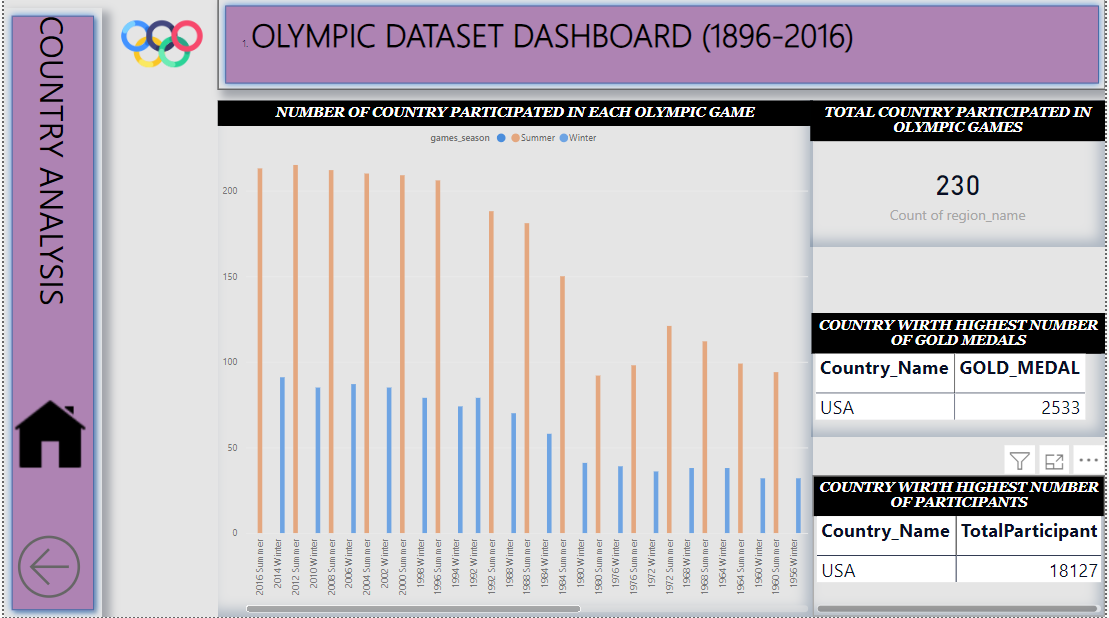 COUNTRY ANALYSIS
1. OLYMPIC DATASET DASHBOARD (1896-2016)
NUMBER OF COUNTRY PARTICIPATED IN EACH OLYMPIC GAME
games_season Summer Winter
200
150
100
50
0
2016 Summer
2014 Winter
2012 Summer
2010 Winter
2008 Summer
2006 Winter
2004 Summer
2002 Winter
2000 Summer
1998 Winter
1996 Summer
1994 Winter
1992 Winter
1992 Summer
1988 Winter
1988 Summer
1984 Winter
1984 Summer
1980 Winter
1980 Summer
1976 Winter
1976 Summer
1972 Winter
1972 Summer
1968 Winter
1968 Summer
1964 Winter
1964 Summer
1960 Winter
1960 Summer
1956 Winter
TOTAL COUNTRY PARTICIPATED IN
OLYMPIC GAMES
230
Count of region_name
COUNTRY WIRTH HIGHEST NUMBER
OF GOLD MEDALS
Country_Name GOLD_MEDAL
USA 2533
COUNTRY WIRTH HIGHEST NUMBER
OF PARTICIPANTS
Country_Name TotalParticipant
USA 18127